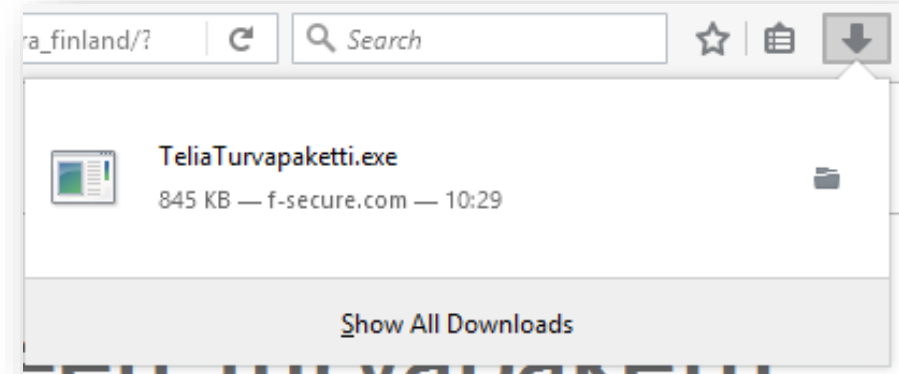 ra_finland/?
Search
TeliaTurvapaketti.exe
845 KB — f-secure.com — 10:29
Show All Downloads